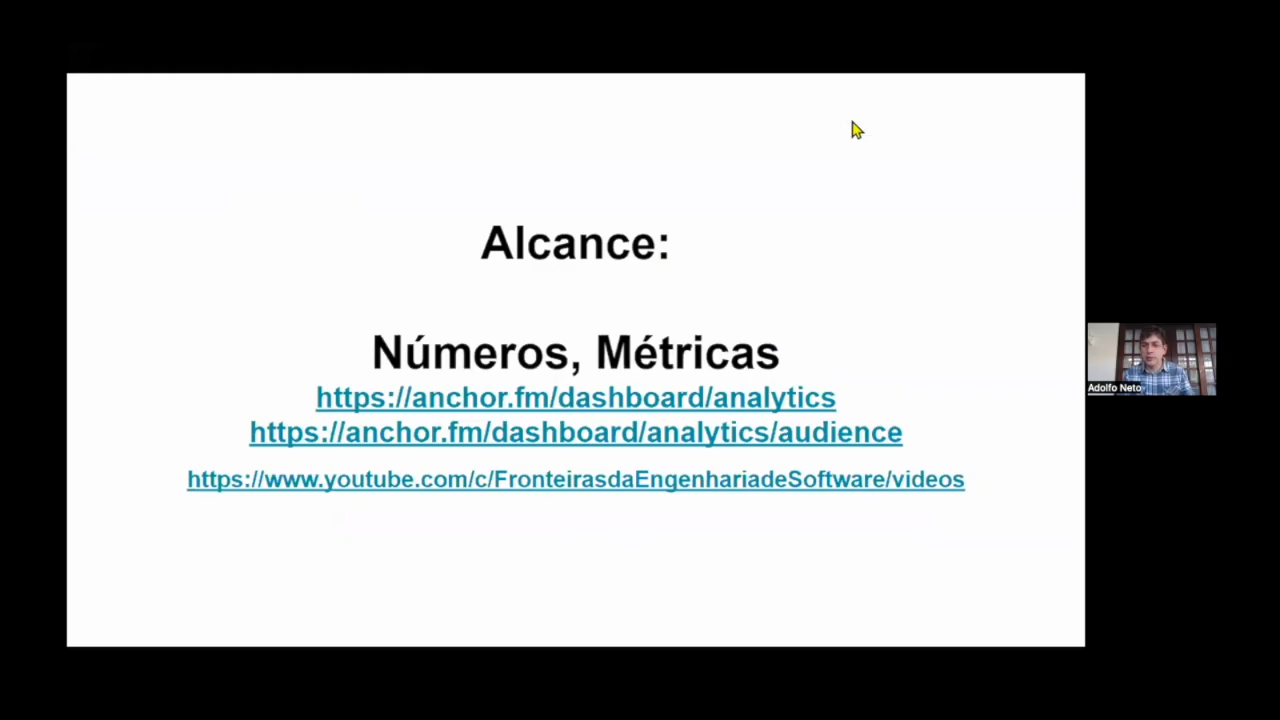 Alcance:
Números, Métricas
https://anchor.fm/dashboard/analytics
https://anchor.fm/dashboard/analytics/audience
https://www.youtube.com/c/FronteirasdaEngenhariadeSoftware/videos
Adolfo Neto